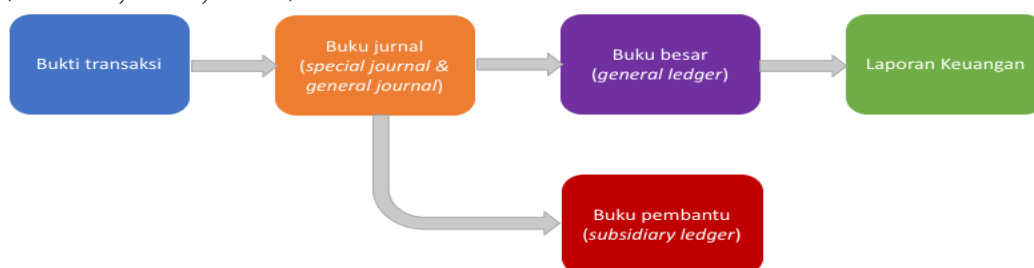 Bukti transaksi
Buku jurnal
(special journal &
general journal)
Buku besar
(general ledger)
Laporan Keuangan
Buku pembantu
(subsidiary ledger)